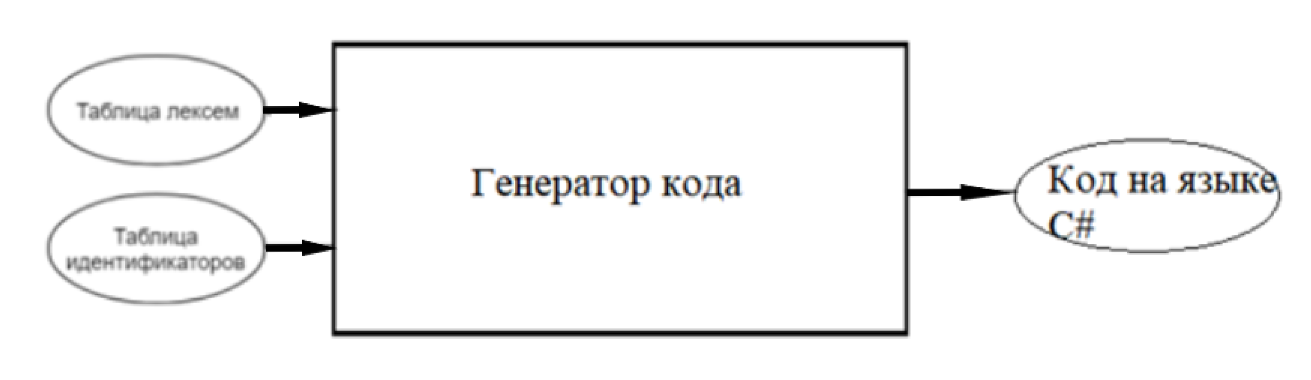 Таблица лексем
Таблица
идентификаторов
Генератор кода
Код на языке
C#